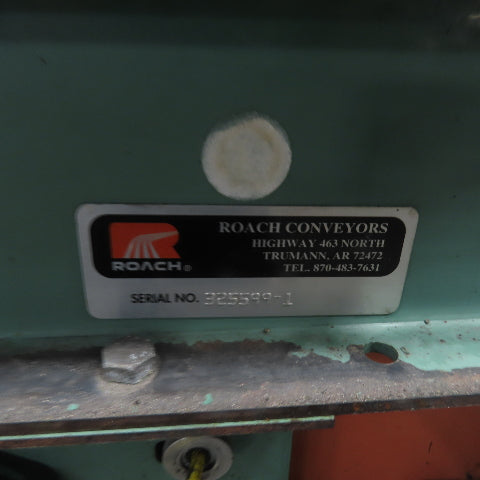 ROACH CONVEYORS
HIGHWAY 463 NORTH
TRUMANN, AR 72472
TEL. 870-483-7631
ROACH®
SERIAL NO. 325599-1